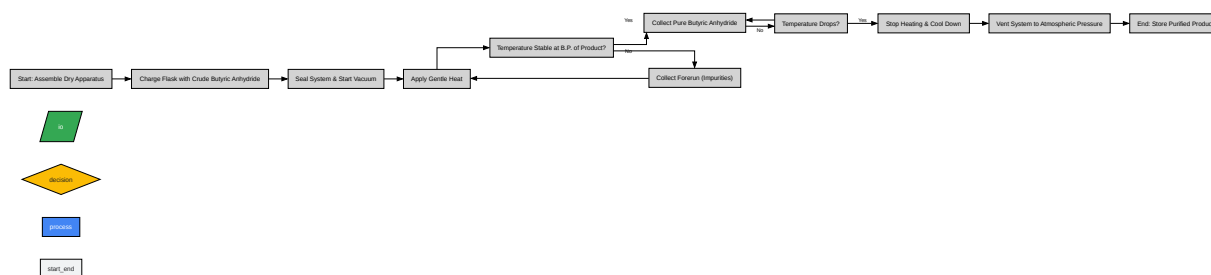 Start: Assemble Dry Apparatus
Charge Flask with Crude Butyric Anhydride
Seal System & Start Vacuum
Apply Gentle Heat
Temperature Stable at B.P. of Product?
Yes
No
Collect Pure Butyric Anhydride
Collect Forerun (Impurities)
No
Temperature Drops?
Yes
Stop Heating & Cool Down
Vent System to Atmospheric Pressure
End: Store Purified Produc
io
decision
process
start_end